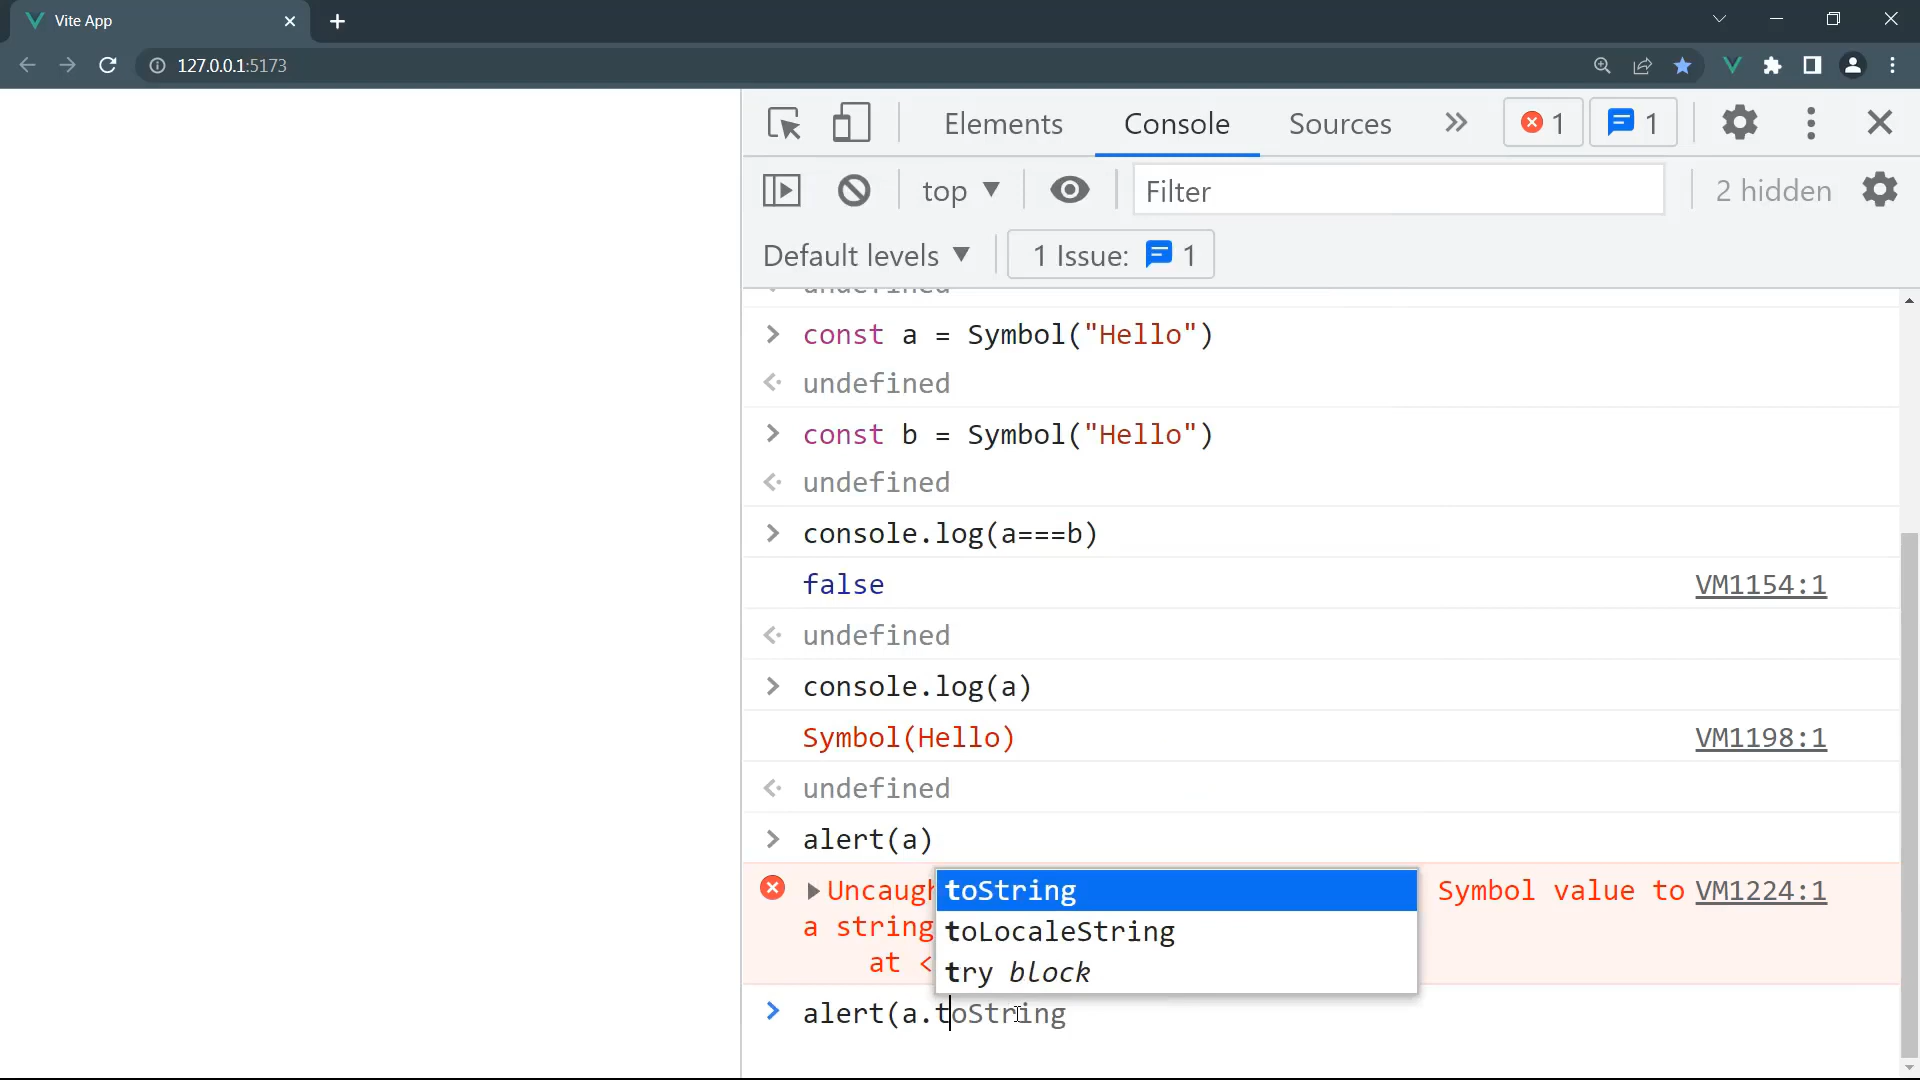 Vite App
127.0.0.1:5173
Elements Console Sources 1 1
top Filter 2 hidden
Default levels 1 Issue: 1
undefined
const a = Symbol("Hello")
undefined
const b = Symbol("Hello")
undefined
console.log(a===b)
false VM1154:1
undefined
console.log(a)
Symbol(Hello) VM1198:1
undefined
alert(a)
Uncaugh Symbol value to VM1224:1
a string
at <
toString
toLocaleString
try block
alert(a.toString